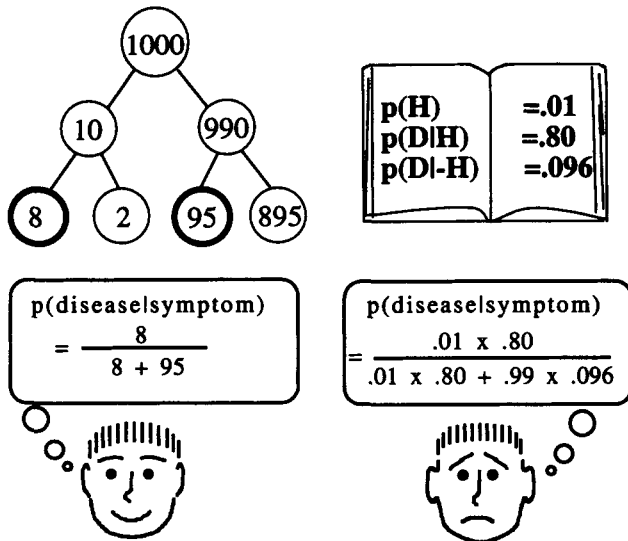 1000
10 990
8 2 95 895
p(H) =.01
p(D|H) =.80
p(D|-H) =.096
p(disease|symptom)
= 8
8 + 95
p(disease|symptom)
= .01 x .80
.01 x .80 + .99 x .096